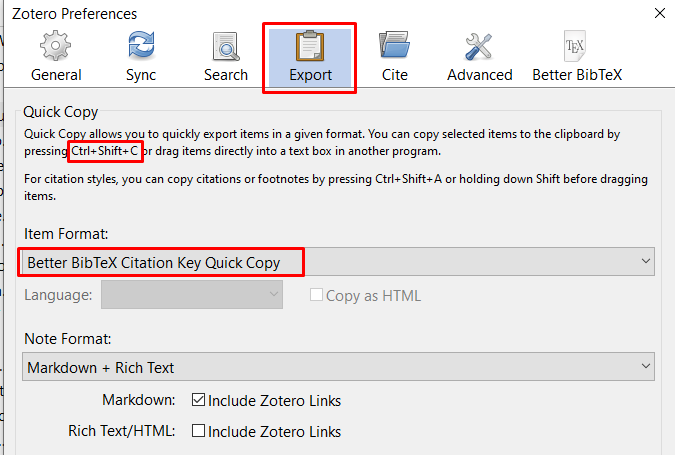 Zotero Preferences
General Sync Search Export Cite Advanced Better BibTeX
Quick Copy
Quick Copy allows you to quickly export items in a given format. You can copy selected items to the clipboard by
pressing Ctrl+Shift+C or drag items directly into a text box in another program.
For citation styles, you can copy citations or footnotes by pressing Ctrl+Shift+A or holding down Shift before dragging
items.
Item Format:
Better BibTeX Citation Key Quick Copy
Language: Copy as HTML
Note Format:
Markdown + Rich Text
Markdown: Include Zotero Links
Rich Text/HTML: Include Zotero Links